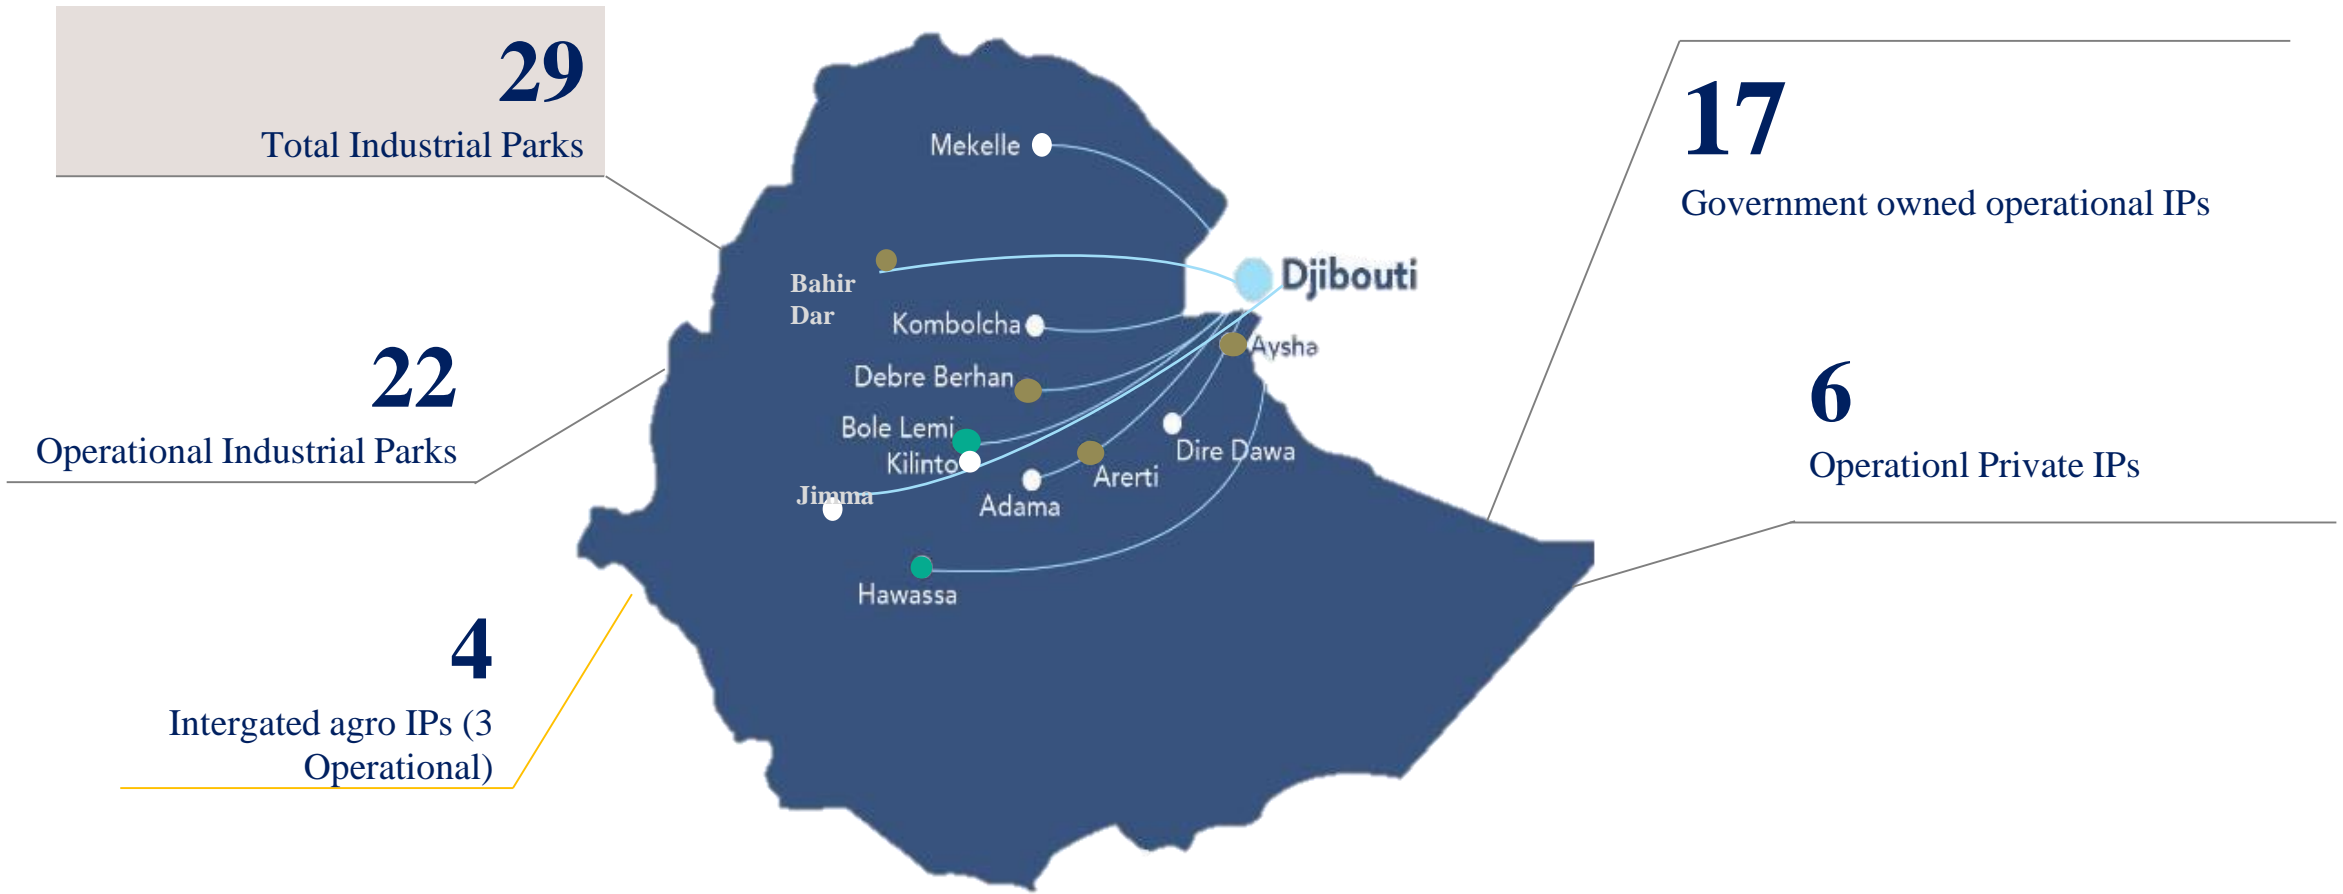 29
Total Industrial Parks
22
Operational Industrial Parks
4
Intergated agro IPs (3
Operational)
Mekelle
Bahir
Dar
Djibouti
Kombolcha
Aysha
Debre Berhan
Bole Lemi
Kilinto
Dire Dawa
Arerti
Jimma
Adama
Hawassa
17
Government owned operational IPs
6
Operationl Private IPs